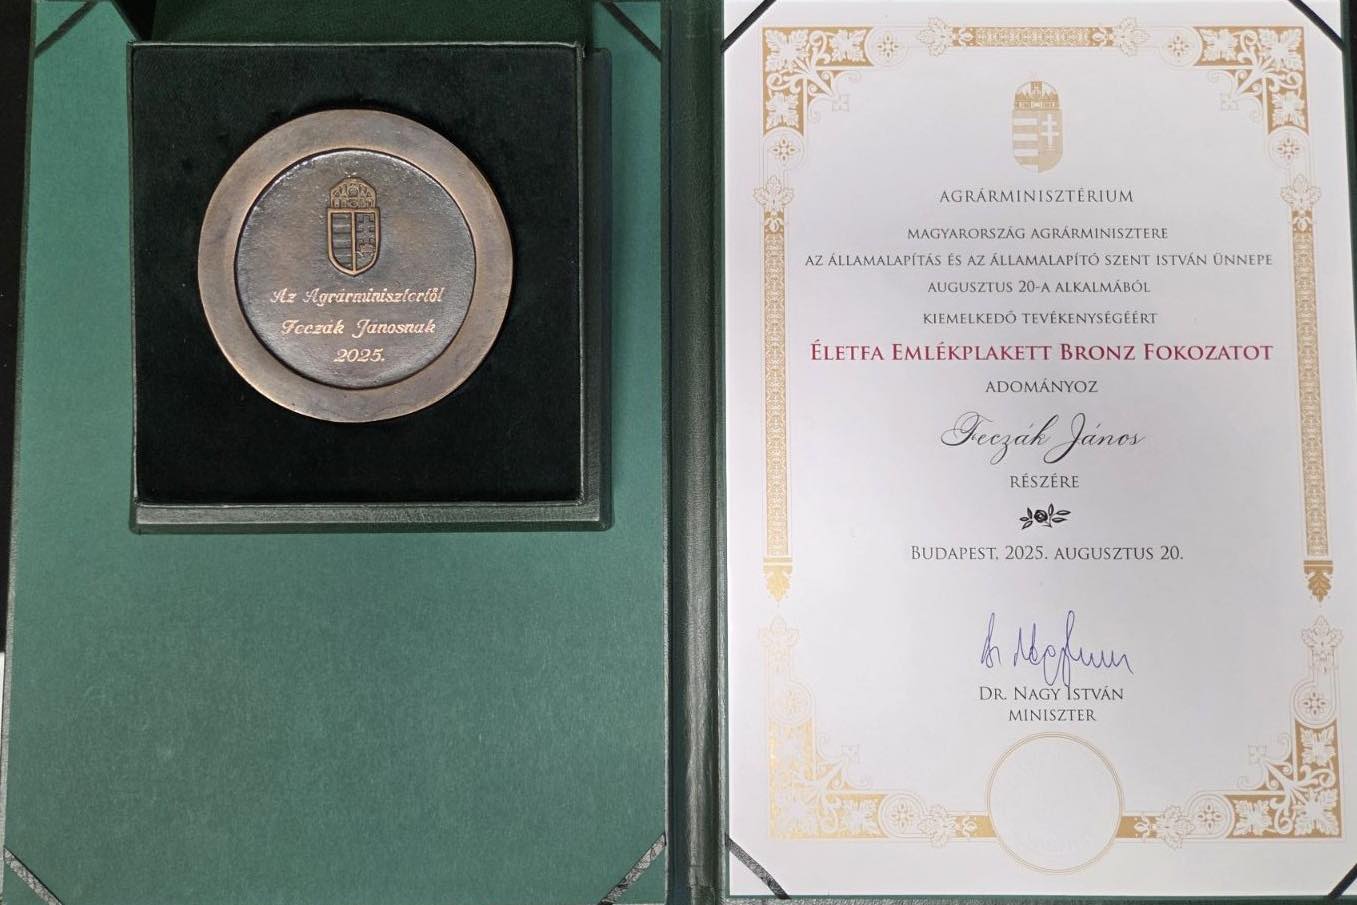 Az Agrárminisztertől
Feczák Jánosnak
2025.
AGRÁRMINISZTÉRIUM
MAGYARORSZÁG AGRÁRMINISZTERE
AZ ÁLLAMALAPÍTÁS ÉS AZ ÁLLAMALAPÍTÓ SZENT ISTVÁN ÜNNEPE
AUGUSZTUS 20-A ALKALMÁBÓL
KIEMELKEDŐ TEVÉKENYSÉGÉÉRT
ÉLETFA EMLÉKPLAKETT BRONZ FOKOZATOT
ADOMÁNYOZ
Feczák János
RÉSZÉRE
BUDAPEST, 2025. AUGUSZTUS 20.
DR. NAGY ISTVÁN
MINISZTER